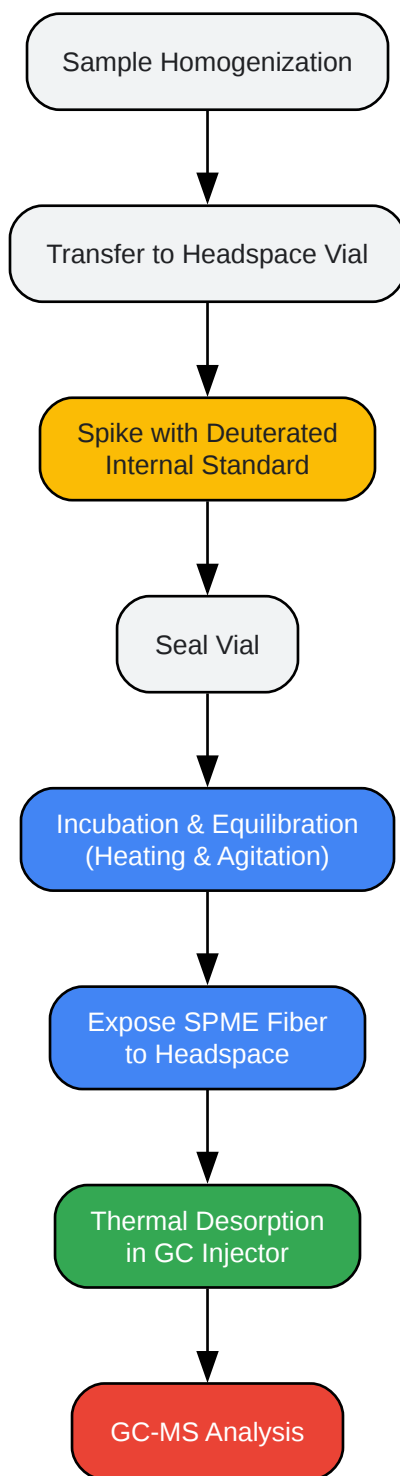 Sample Homogenization
Transfer to Headspace Vial
Spike with Deuterated
Internal Standard
Seal Vial
Incubation & Equilibration
(Heating & Agitation)
Expose SPME Fiber
to Headspace
Thermal Desorption
in GC Injector
GC-MS Analysis